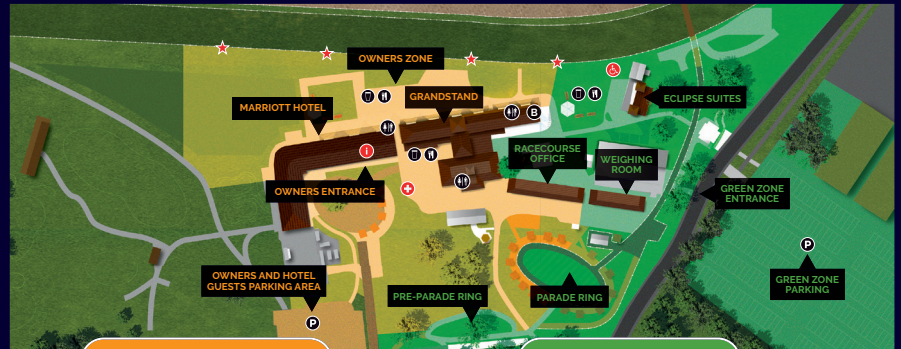 OWNERS ZONE
MARRIOTT HOTEL
GRANDSTAND
ECLIPSE SUITES
B
i
RACECOURSE
OFFICE
WEIGHING
ROOM
OWNERS ENTRANCE
GREEN ZONE
ENTRANCE
P
OWNERS AND HOTEL
GUESTS PARKING AREA
GREEN ZONE
PARKING
PRE-PARADE RING
PARADE RING
P